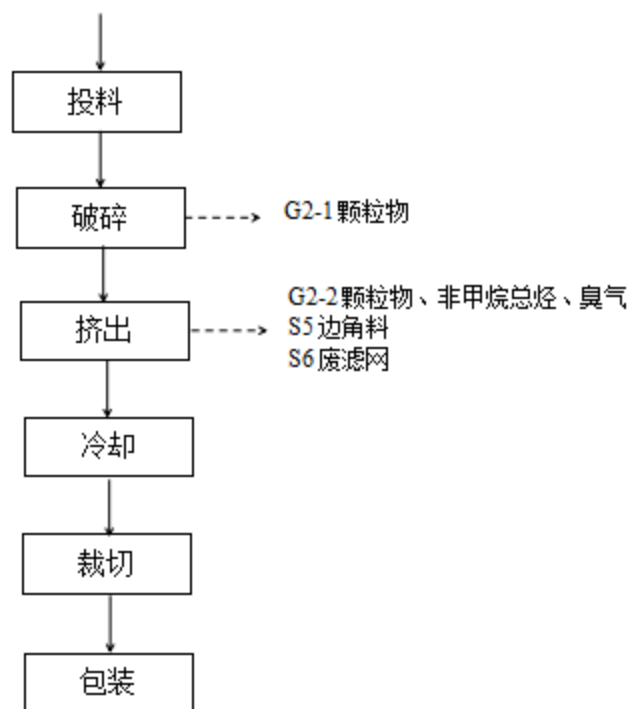 投料
破碎
G2-1颗粒物
G2-2颗粒物、非甲烷总烃、臭气
挤出
S5边角料
S6废滤网
冷却
裁切
包装